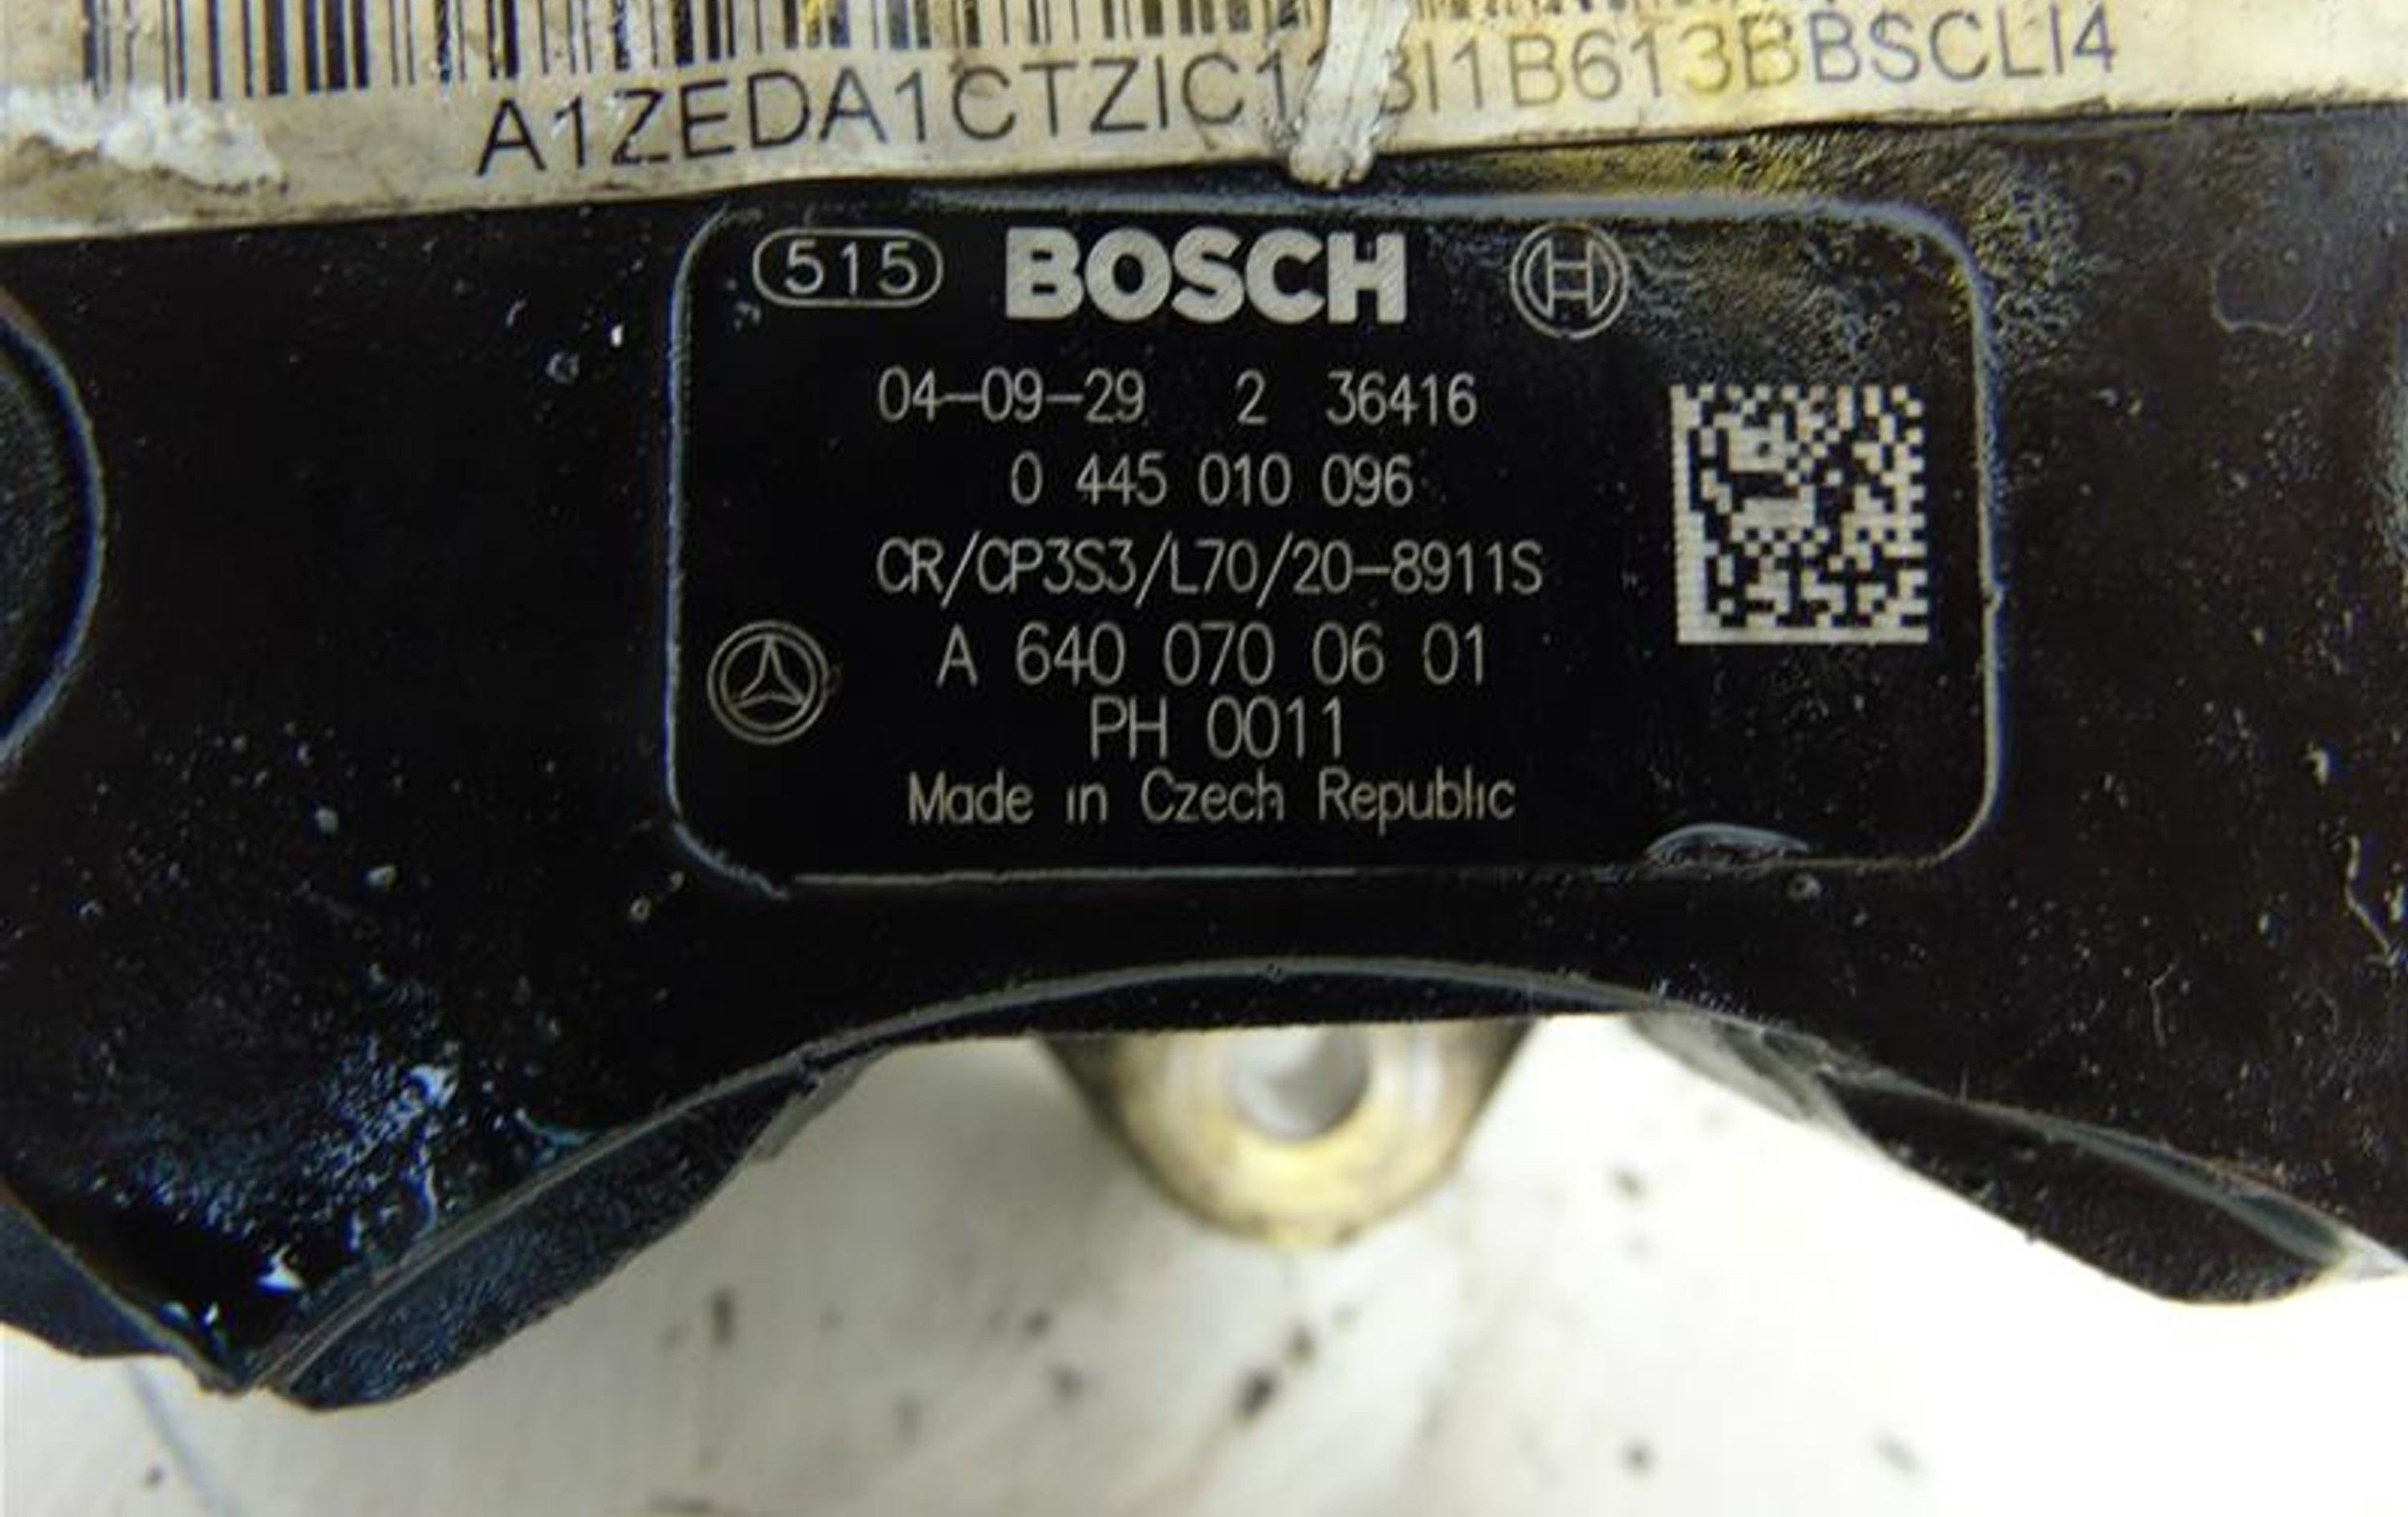 A1ZEDA1CTZIC1 BI1B613BBSCLI4
515 BOSCH
04-09-29 2 36416
0 445 010 096
CR/CP3S3/L70/20-8911S
A 640 070 06 01
PH 0011
Made in Czech Republic